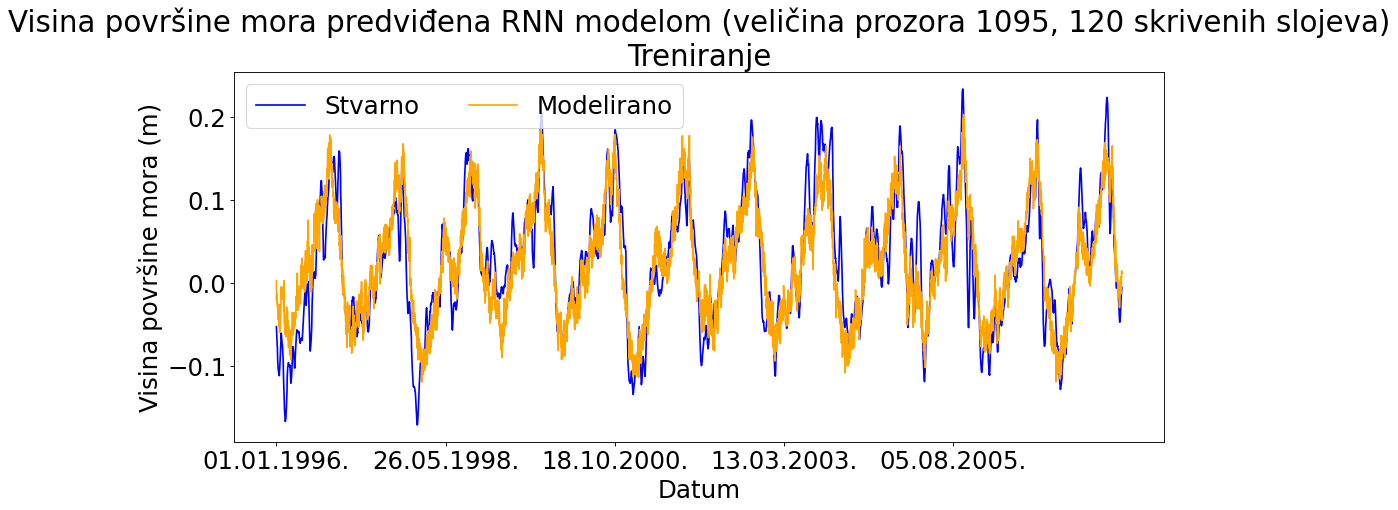 Visina površine mora predviđena RNN modelom (veličina prozora 1095, 120 skrivenih slojeva)
Treniranje
Stvarno Modelirano
Visina površine mora (m)
0.2
0.1
0.0
−0.1
01.01.1996. 26.05.1998. 18.10.2000. 13.03.2003. 05.08.2005.
Datum